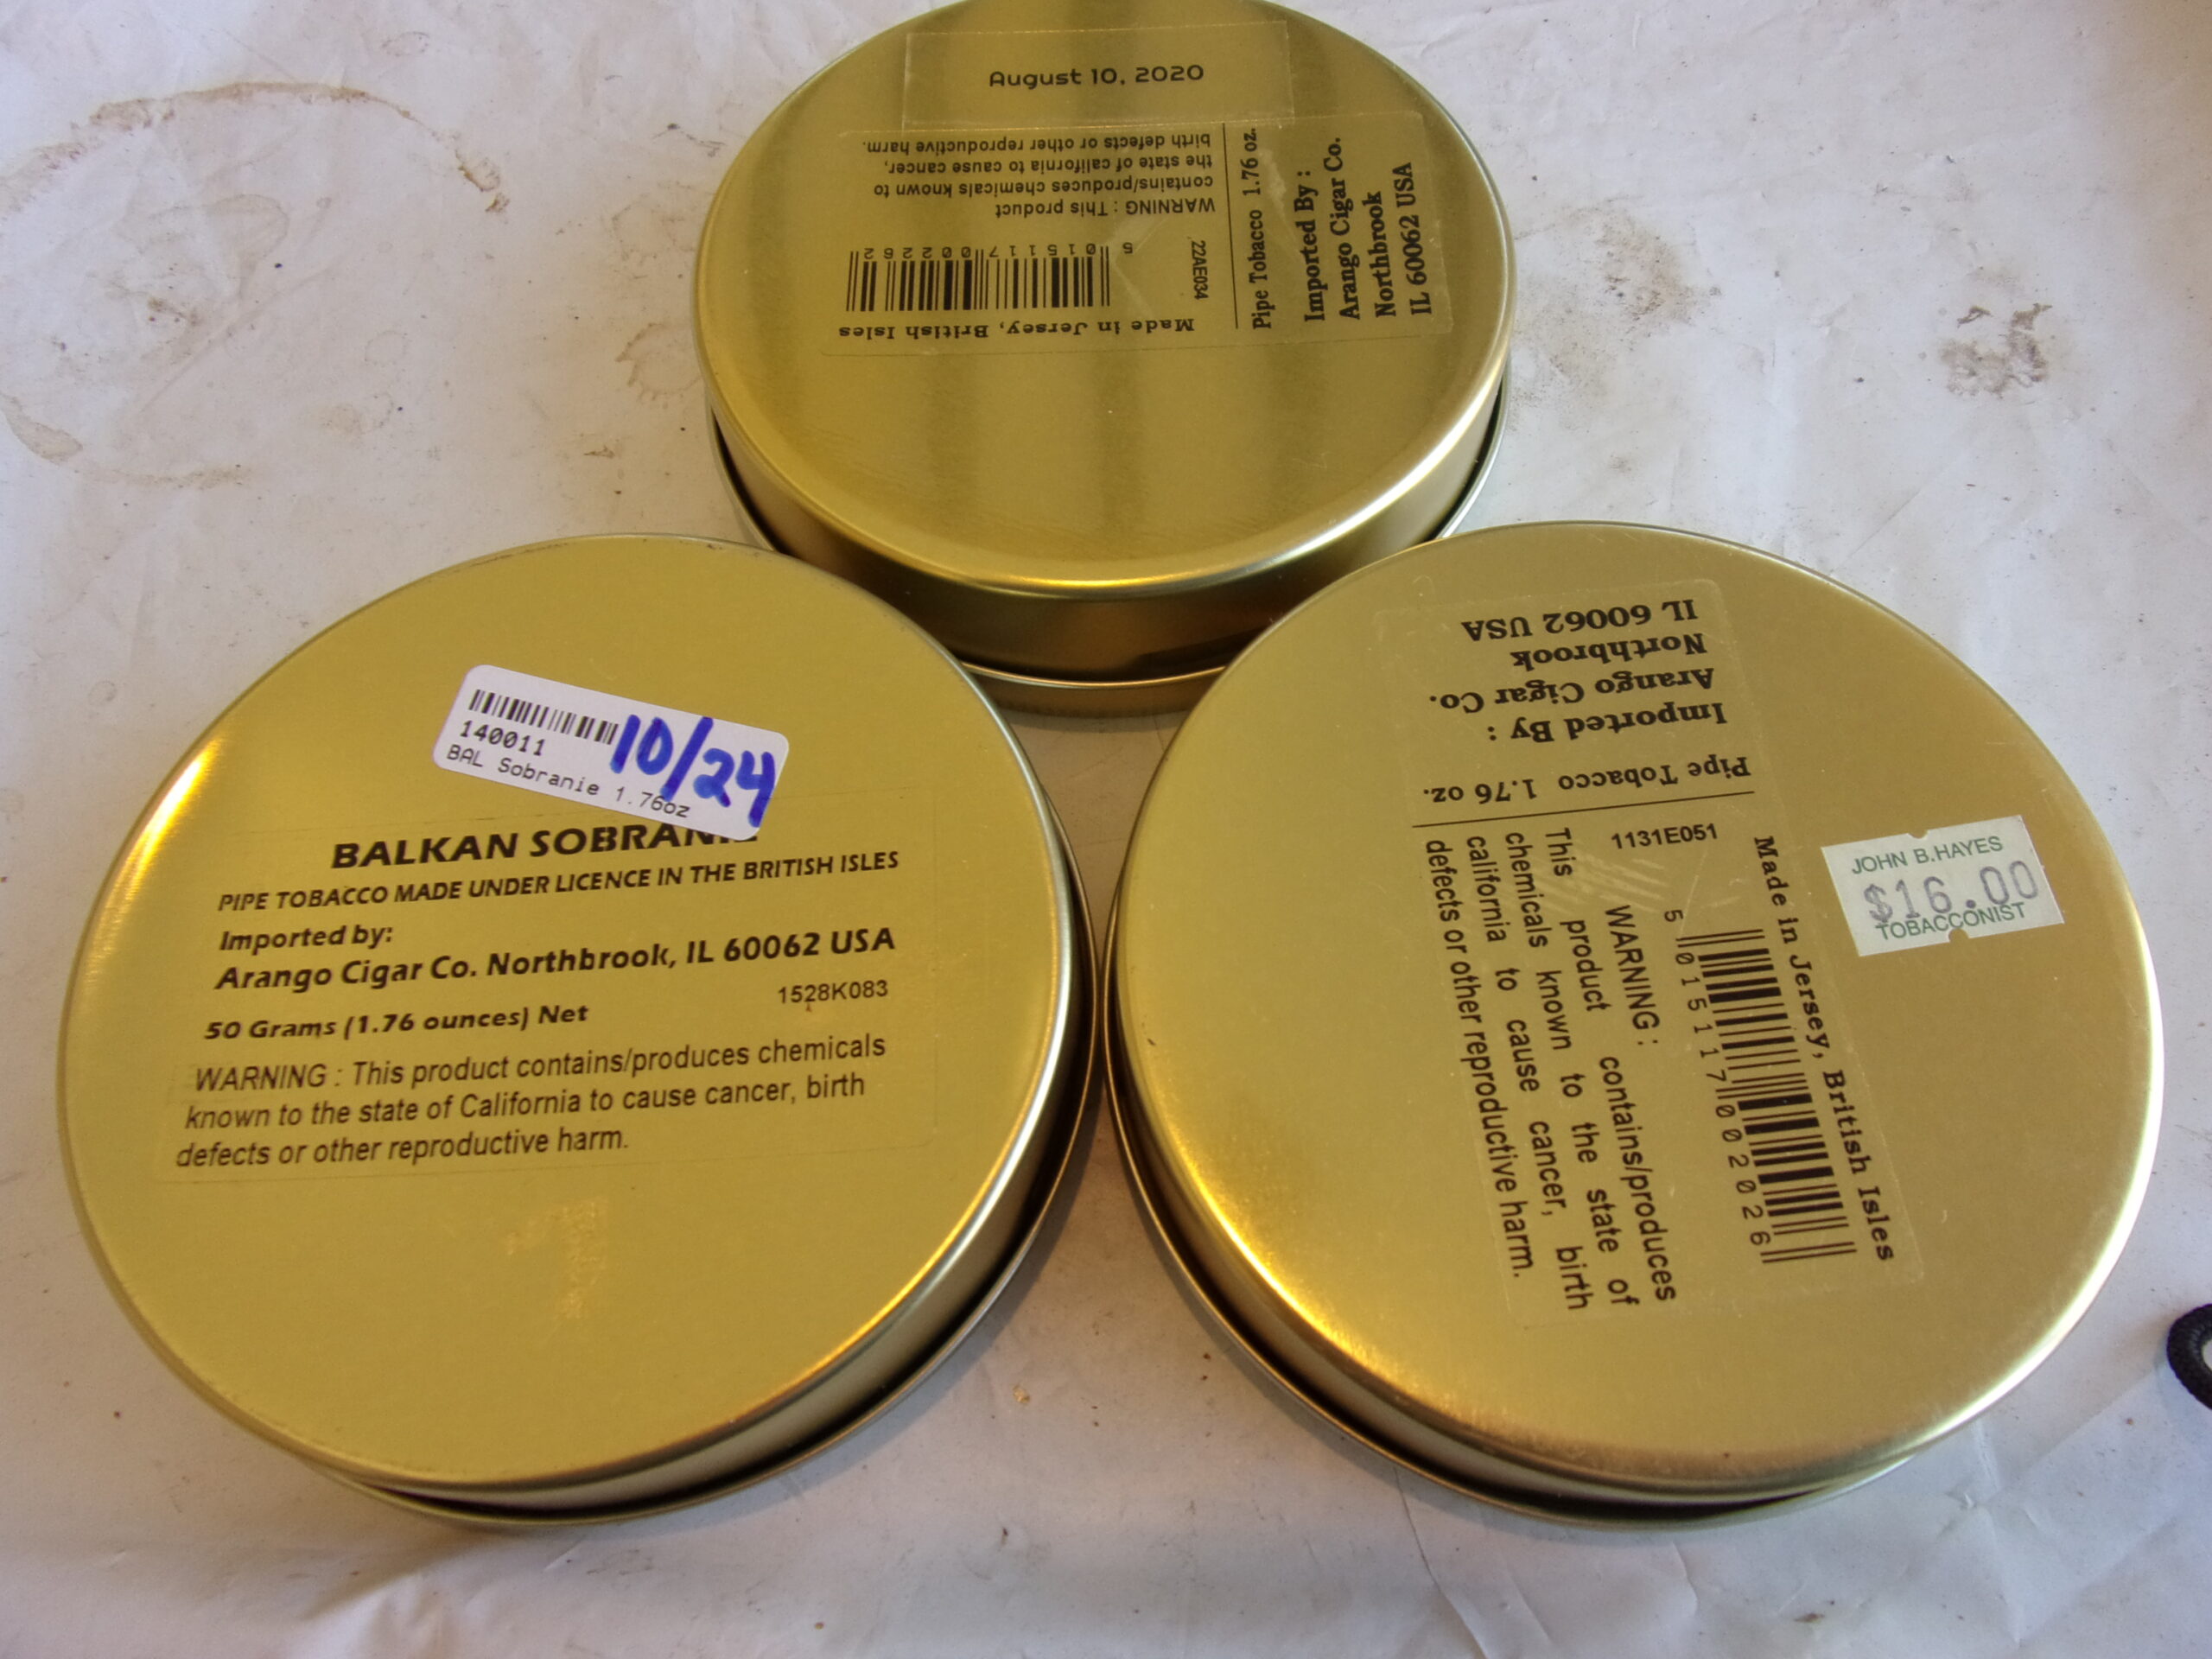 August 10, 2020
Made in Jersey, British Isles
5 015117 002262
22AE034
WARNING : This product
contains/produces chemicals known to
the state of california to cause cancer,
birth defects or other reproductive harm.
Pipe Tobacco 1.76 oz.
Imported By :
Arango Cigar Co.
Northbrook
IL 60062 USA
140011
BAL Sobranie 1.76oz
10/24
BALKAN
PIPE TOBACCO MADE UNDER LICENCE IN THE BRITISH ISLES
Imported by:
Arango Cigar Co. Northbrook, IL 60062 USA
50 Grams (1.76 ounces) Net
1528K083
WARNING : This product contains/produces chemicals
known to the state of California to cause cancer, birth
defects or other reproductive harm.
JOHN B.HAYES
$16.00
TOBACCONIST
Made in Jersey, British Isles
5 015117 002026
1131E051
WARNING :
This product contains/produces
chemicals known to the state of
california to cause cancer, birth
defects or other reproductive harm.
Pipe Tobacco 1.76 oz.
Imported By :
Arango Cigar Co.
Northbrook
IL 60062 USA